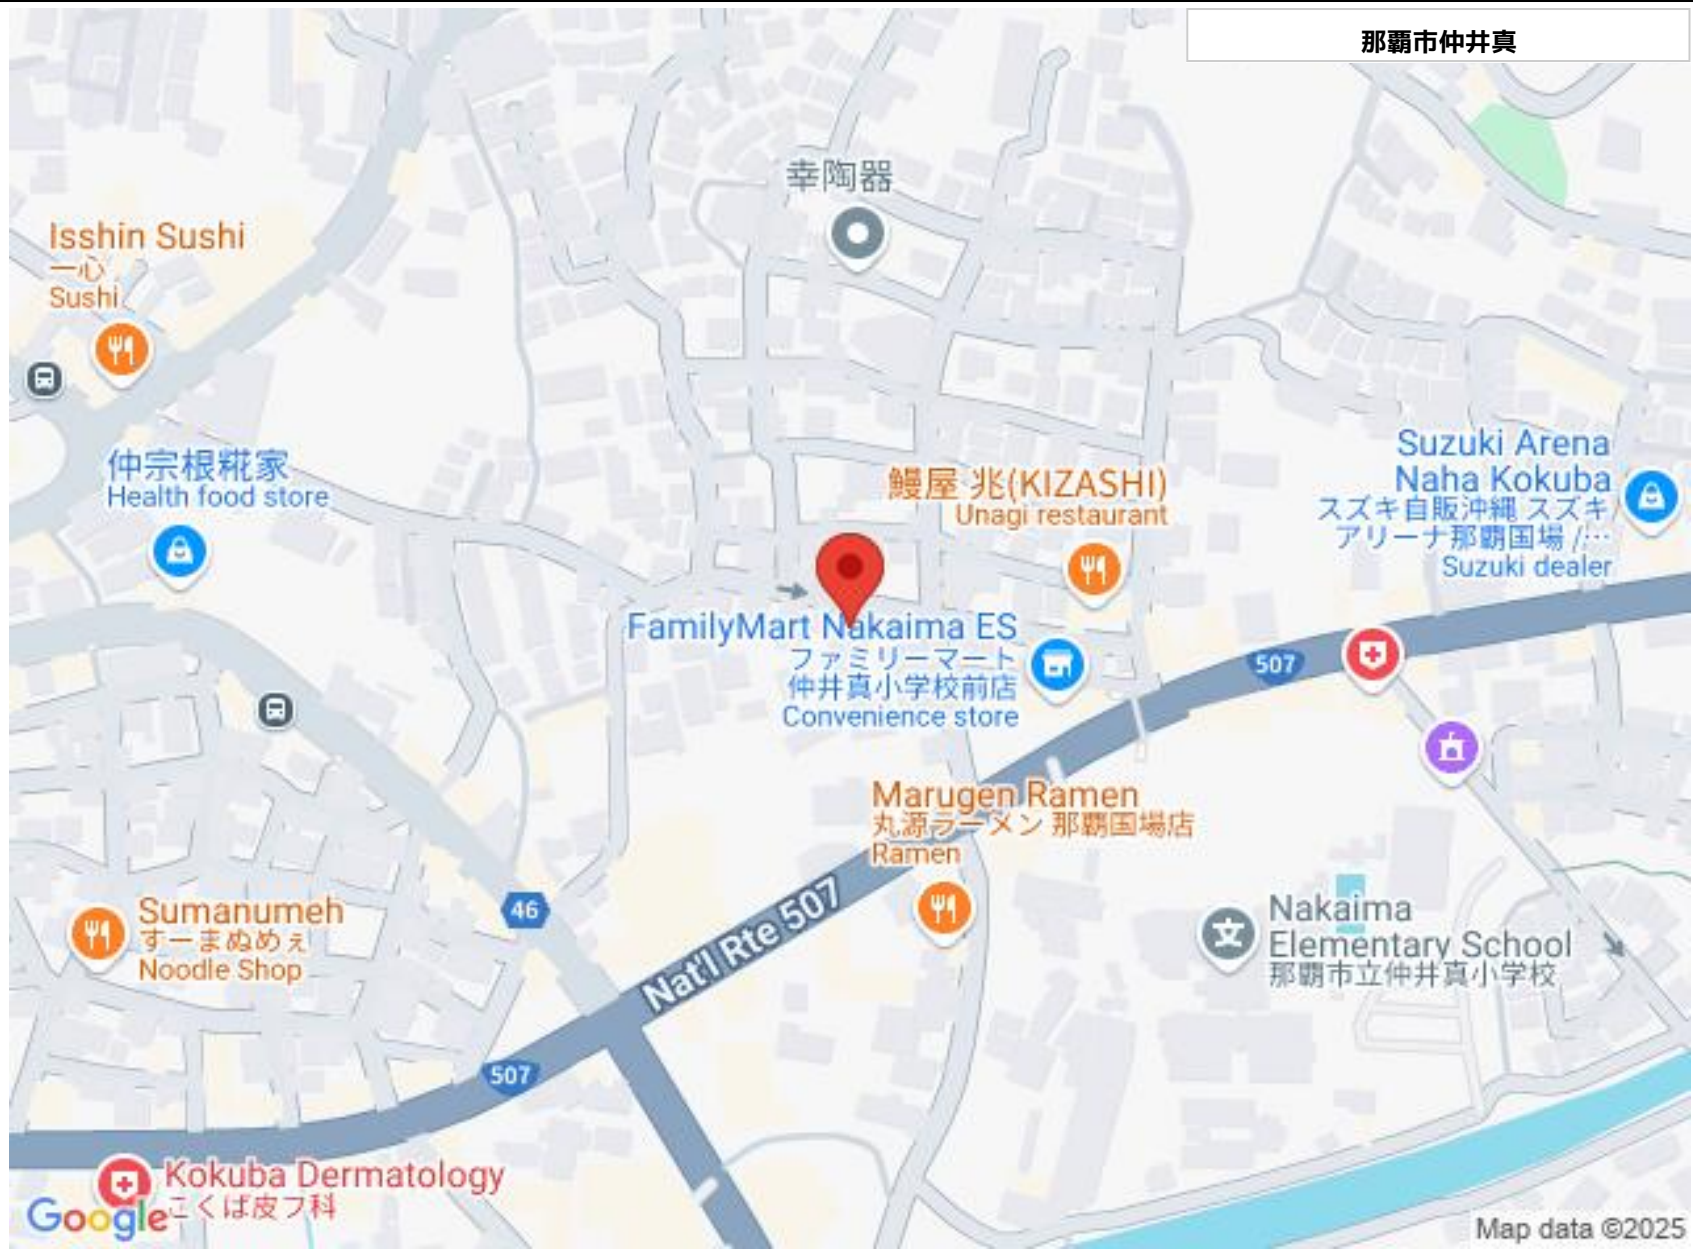 那覇市仲井真
幸陶器
Isshin Sushi
一心
Sushi
仲宗根糀家
Health food store
鰻屋 兆(KIZASHI)
Unagi restaurant
Suzuki Arena
Naha Kokuba
スズキ自販沖縄 スズキ
アリーナ那覇国場 /…
Suzuki dealer
FamilyMart Nakaima ES
ファミリーマート
仲井真小学校前店
Convenience store
507
Marugen Ramen
丸源ラーメン 那覇国場店
Ramen
46
Nat'l Rte 507
Sumanumeh
すーまぬめぇ
Noodle Shop
文
Nakaima
Elementary School
那覇市立仲井真小学校
507
Kokuba Dermatology
こくば皮フ科
Google
Map data ©2025